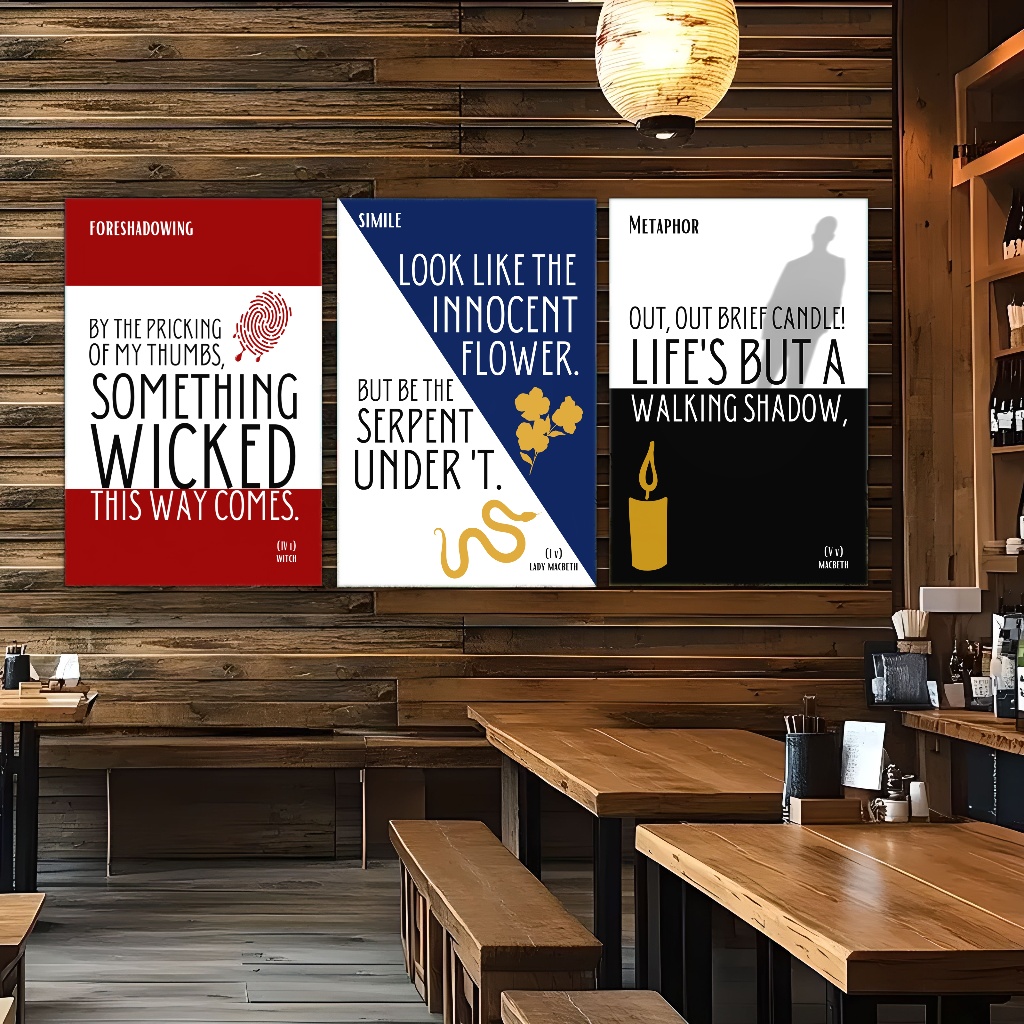 FORESHADOWING
BY THE PRICKING
OF MY THUMBS,
SOMETHING
WICKED
THIS WAY COMES.
(IV i)
WITCH
SIMILE
LOOK LIKE THE
INNOCENT
FLOWER.
BUT BE THE
SERPENT
UNDER 'T.
(I v)
LADY MACBETH
METAPHOR
OUT, OUT BRIEF CANDLE!
LIFE'S BUT A
WALKING SHADOW,
(V v)
MACBETH